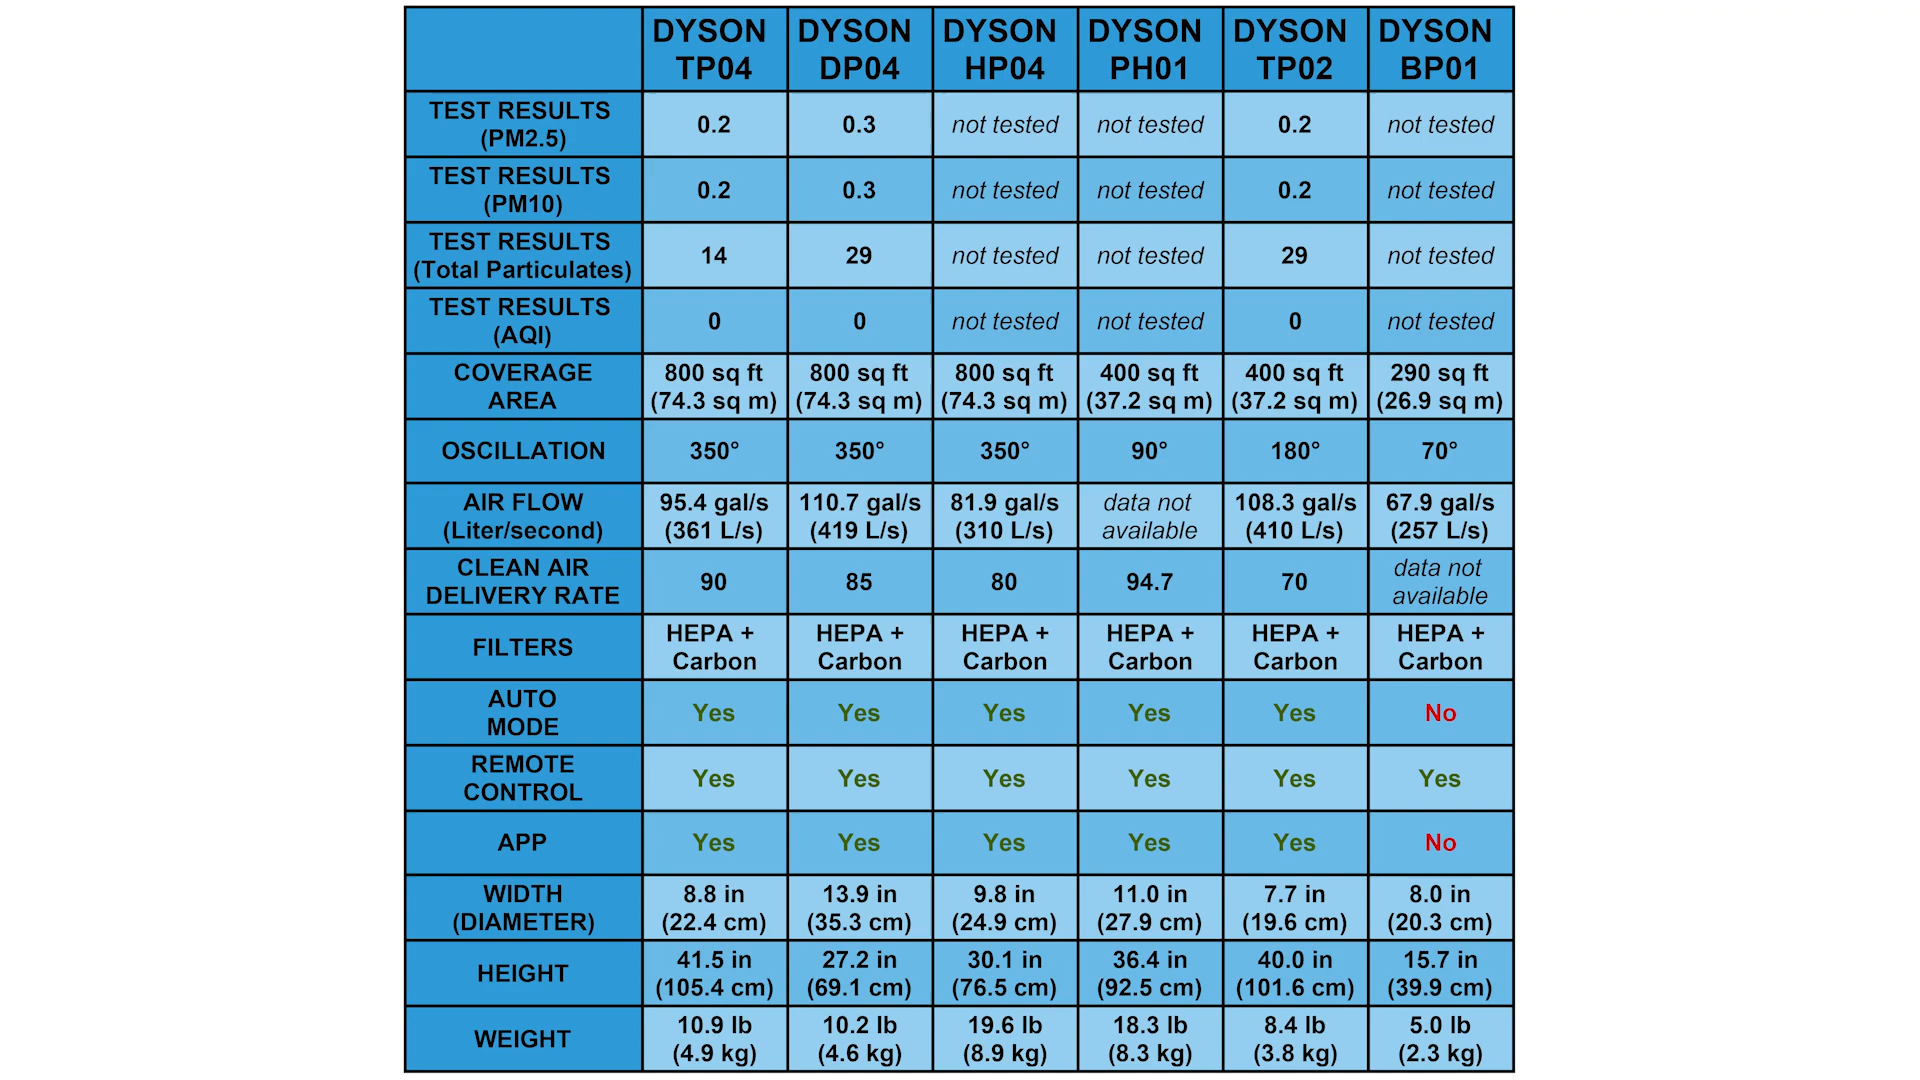 DYSON TP04 DYSON DP04 DYSON HP04 DYSON PH01 DYSON TP02 DYSON BP01
TEST RESULTS (PM2.5) 0.2 0.3 not tested not tested 0.2 not tested
TEST RESULTS (PM10) 0.2 0.3 not tested not tested 0.2 not tested
TEST RESULTS (Total Particulates) 14 29 not tested not tested 29 not tested
TEST RESULTS (AQI) 0 0 not tested not tested 0 not tested
COVERAGE AREA 800 sq ft (74.3 sq m) 800 sq ft (74.3 sq m) 800 sq ft (74.3 sq m) 400 sq ft (37.2 sq m) 400 sq ft (37.2 sq m) 290 sq ft (26.9 sq m)
OSCILLATION 350° 350° 350° 90° 180° 70°
AIR FLOW (Liter/second) 95.4 gal/s (361 L/s) 110.7 gal/s (419 L/s) 81.9 gal/s (310 L/s) data not available 108.3 gal/s (410 L/s) 67.9 gal/s (257 L/s)
CLEAN AIR DELIVERY RATE 90 85 80 94.7 70 data not available
FILTERS HEPA + Carbon HEPA + Carbon HEPA + Carbon HEPA + Carbon HEPA + Carbon HEPA + Carbon
AUTO MODE Yes Yes Yes Yes Yes No
REMOTE CONTROL Yes Yes Yes Yes Yes Yes
APP Yes Yes Yes Yes Yes No
WIDTH (DIAMETER) 8.8 in (22.4 cm) 13.9 in (35.3 cm) 9.8 in (24.9 cm) 11.0 in (27.9 cm) 7.7 in (19.6 cm) 8.0 in (20.3 cm)
HEIGHT 41.5 in (105.4 cm) 27.2 in (69.1 cm) 30.1 in (76.5 cm) 36.4 in (92.5 cm) 40.0 in (101.6 cm) 15.7 in (39.9 cm)
WEIGHT 10.9 lb (4.9 kg) 10.2 lb (4.6 kg) 19.6 lb (8.9 kg) 18.3 lb (8.3 kg) 8.4 lb (3.8 kg) 5.0 lb (2.3 kg)